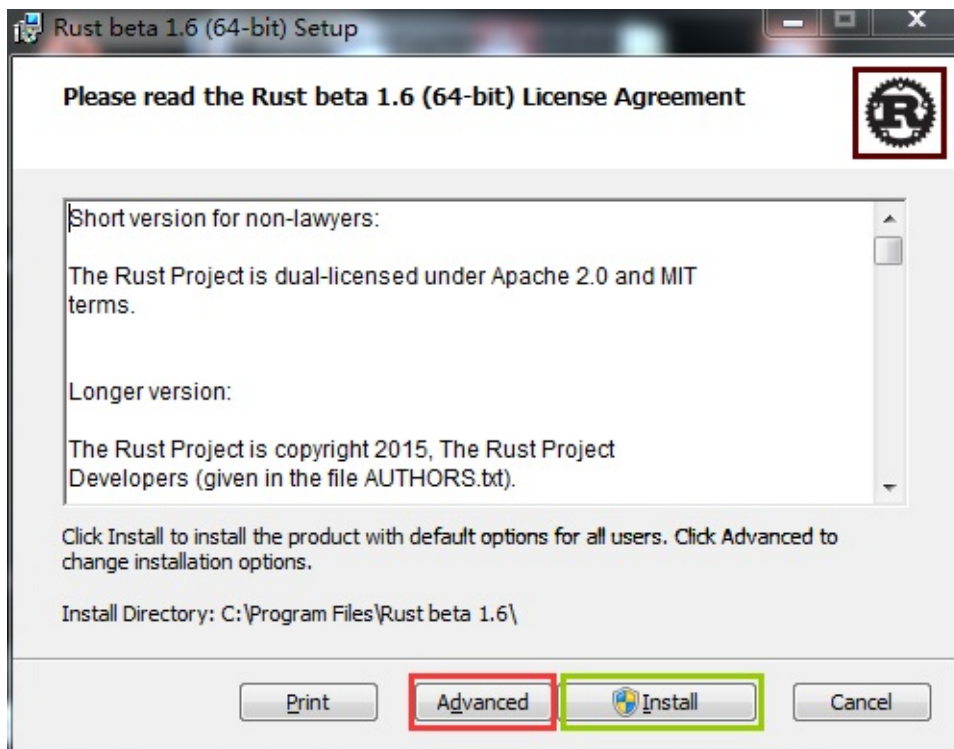 Rust beta 1.6 (64-bit) Setup
Please read the Rust beta 1.6 (64-bit) License Agreement
R
Short version for non-lawyers:
The Rust Project is dual-licensed under Apache 2.0 and MIT
terms.
Longer version:
The Rust Project is copyright 2015, The Rust Project
Developers (given in the file AUTHORS.txt).
Click Install to install the product with default options for all users. Click Advanced to
change installation options.
Install Directory: C:\Program Files\Rust beta 1.6\
Print
Advanced
Install
Cancel